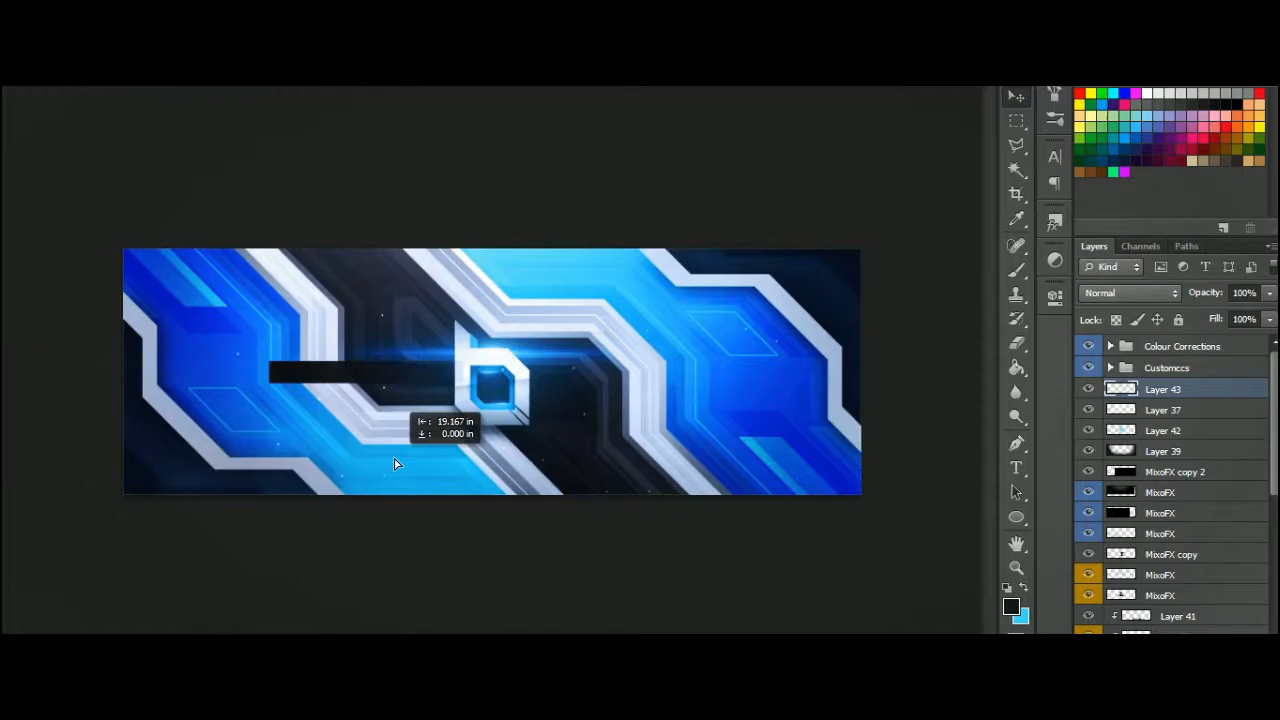 Layers Channels Paths
Kind
Normal Opacity: 100%
Lock: Fill: 100%
Colour Corrections
Customccs
Layer 43
Layer 37
Layer 42
Layer 39
MixoFX copy 2
MixoFX
MixoFX
MixoFX
MixoFX copy
MixoFX
MixoFX
Layer 41
19.167 in
0.000 in